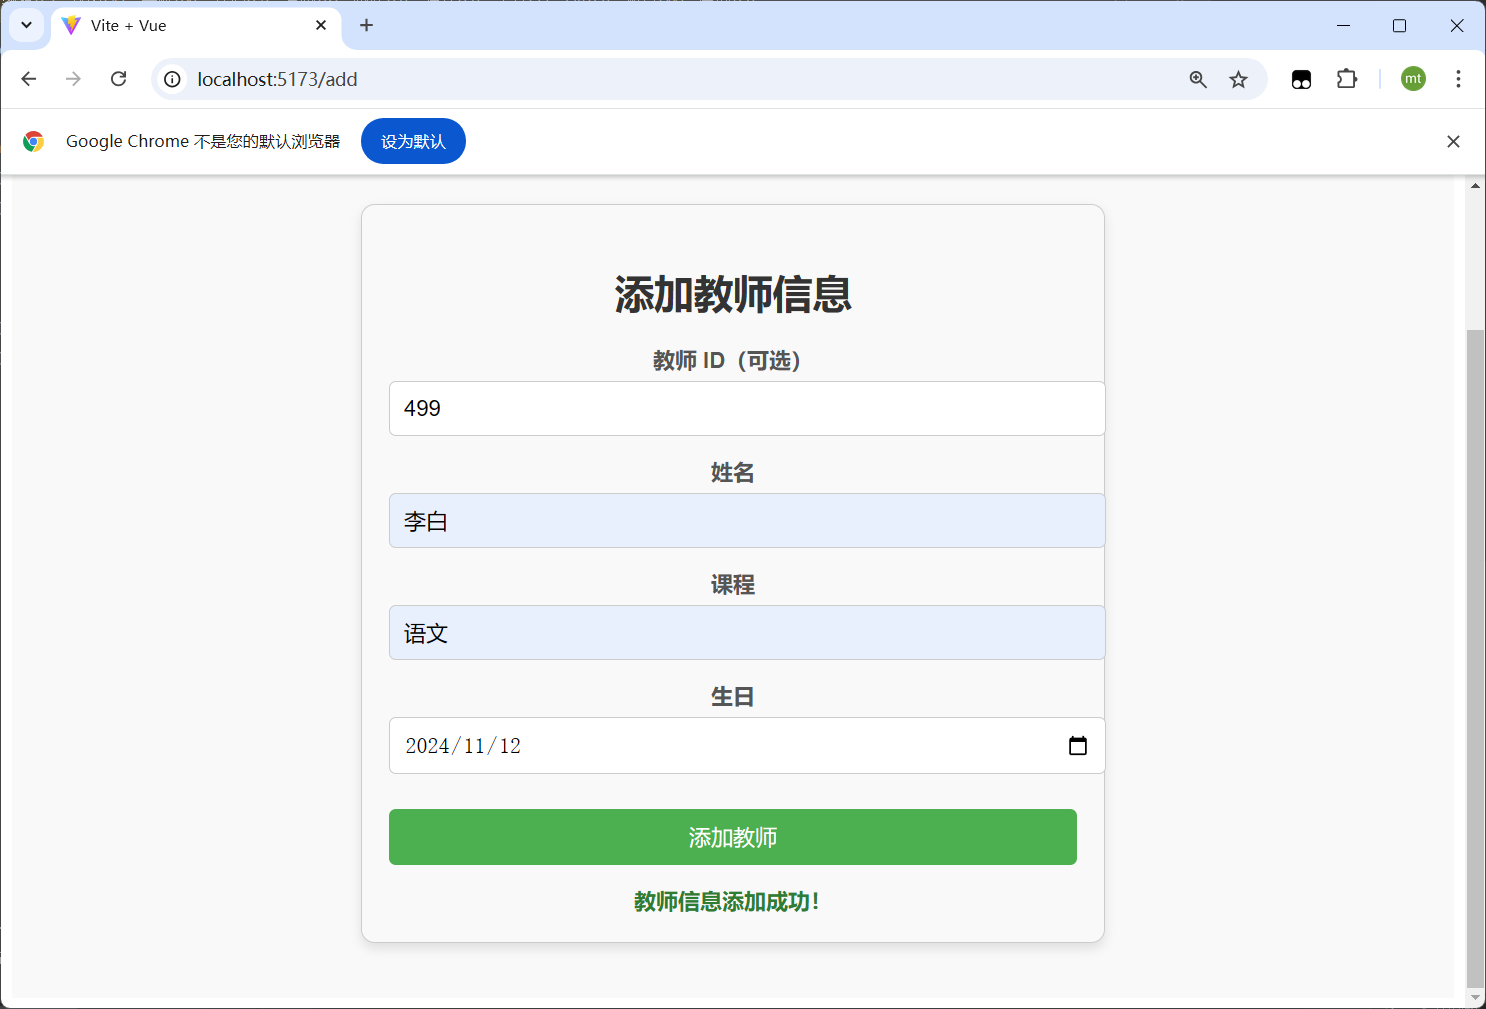 Vite + Vue
localhost:5173/add
mt
Google Chrome 不是您的默认浏览器
设为默认
添加教师信息
教师 ID（可选）
499
姓名
李白
课程
语文
生日
2024/11/12
添加教师
教师信息添加成功！